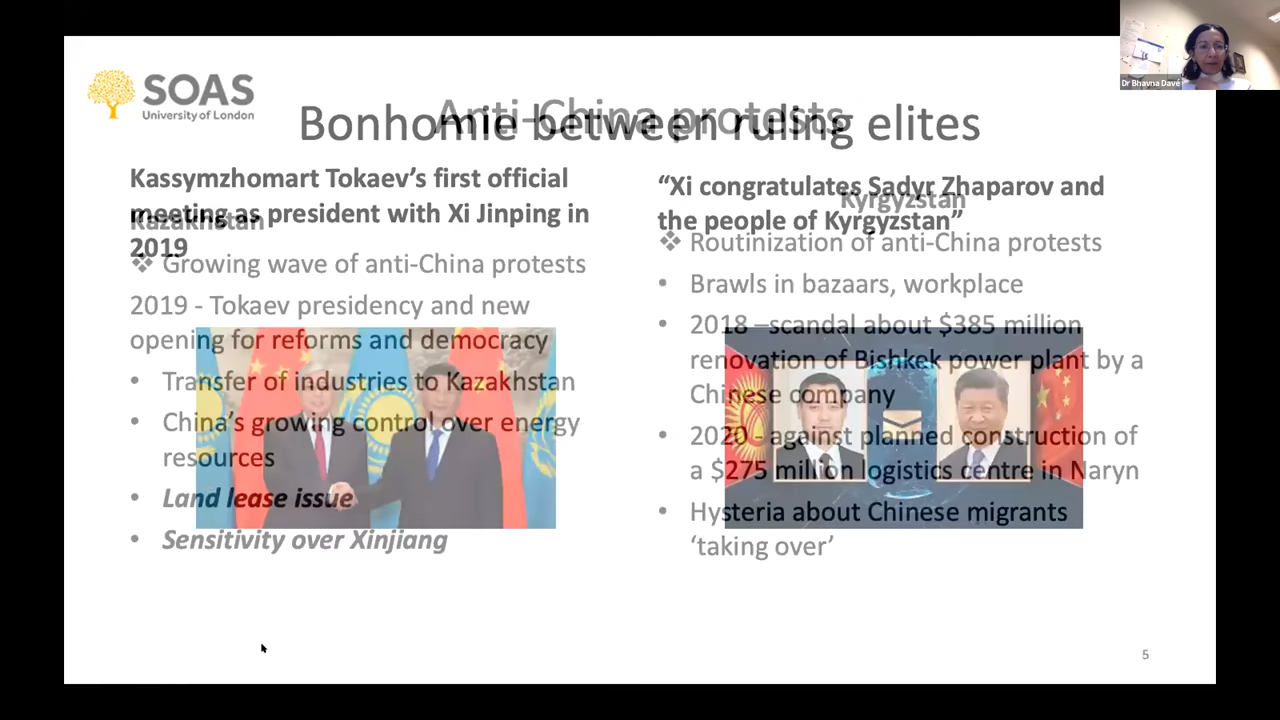 SOAS
University of London
Dr Bhavna Davé
Bonhomie between ruling elites
Anti-China protests
Kassymzhomart Tokaev’s first official
meeting as president with Xi Jinping in
2019
Kazakhstan
❖ Growing wave of anti-China protests
2019 - Tokaev presidency and new
opening for reforms and democracy
• Transfer of industries to Kazakhstan
• China’s growing control over energy
resources
• Land lease issue
• Sensitivity over Xinjiang
“Xi congratulates Sadyr Zhaparov and
the people of Kyrgyzstan”
Kyrgyzstan
❖ Routinization of anti-China protests
• Brawls in bazaars, workplace
• 2018 –scandal about $385 million
renovation of Bishkek power plant by a
Chinese company
• 2020 - against planned construction of
a $275 million logistics centre in Naryn
• Hysteria about Chinese migrants
‘taking over’
5